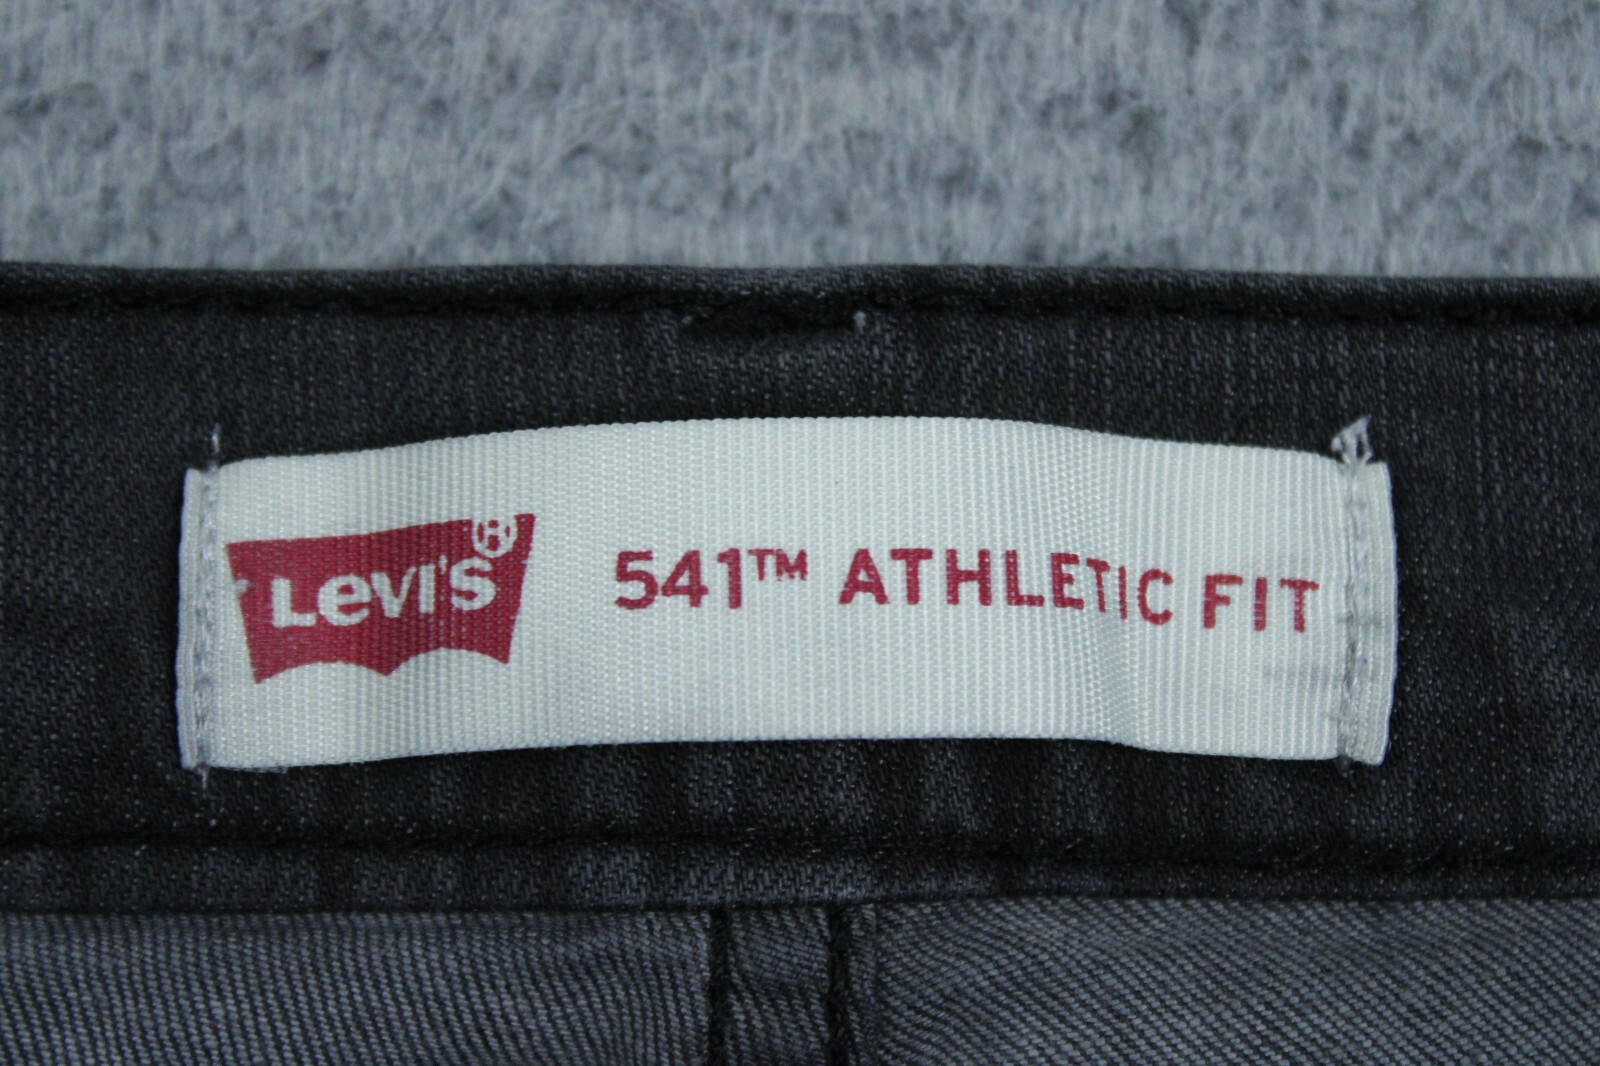 LEVI'S® 541™ ATHLETIC FIT